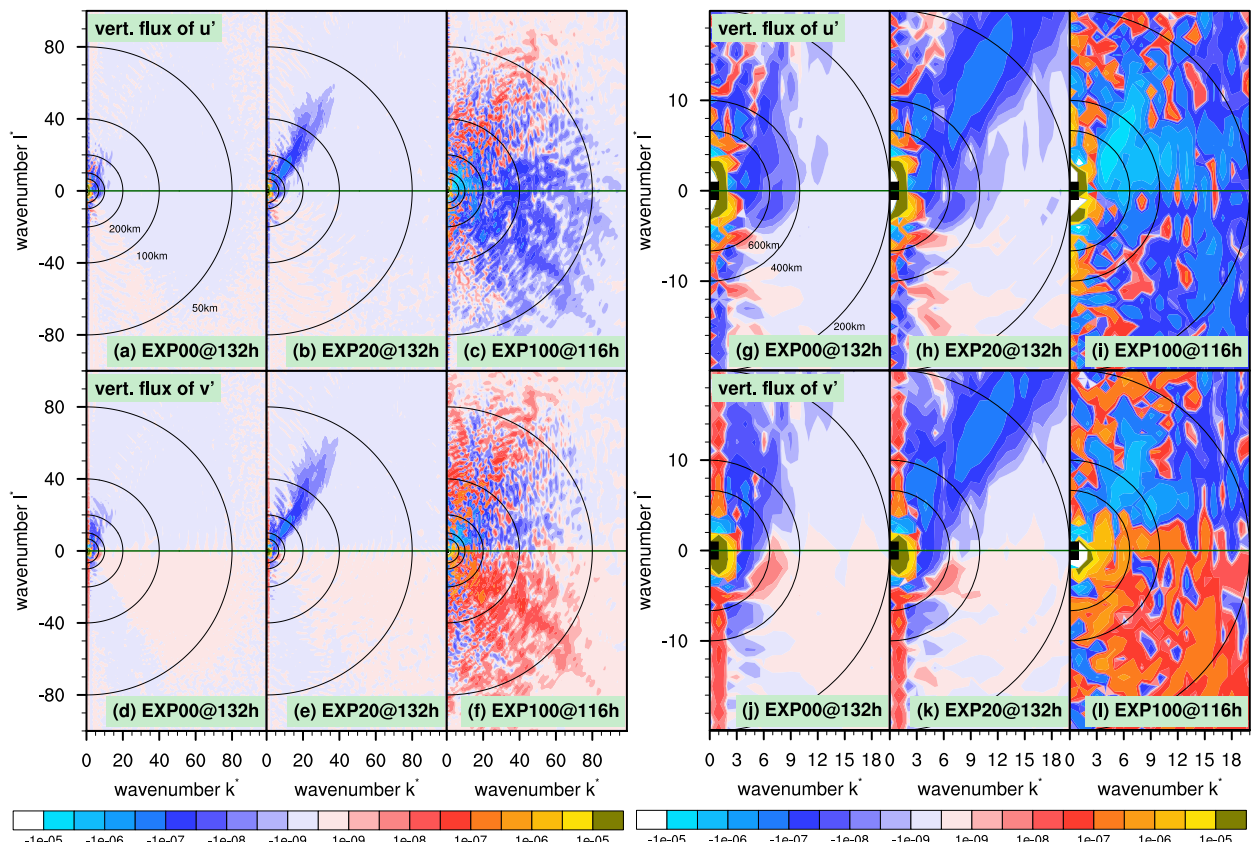 vert. flux of u'
(a) EXP00@132h
(b) EXP20@132h
(c) EXP100@116h
200km
100km
50km
80
40
0
-40
-80
wavenumber l*
vert. flux of v'
(d) EXP00@132h
(e) EXP20@132h
(f) EXP100@116h
80
40
0
-40
-80
wavenumber l*
0 20 40 60 80 0 20 40 60 80 0 20 40 60 80
wavenumber k* wavenumber k* wavenumber k*
-1e-05 -1e-06 -1e-07 -1e-08 -1e-09 1e-09 1e-08 1e-07 1e-06 1e-05
vert. flux of u'
(g) EXP00@132h
(h) EXP20@132h
(i) EXP100@116h
600km
400km
200km
10
0
-10
wavenumber l*
vert. flux of v'
(j) EXP00@132h
(k) EXP20@132h
(l) EXP100@116h
10
0
-10
wavenumber l*
0 3 6 9 12 15 18 0 3 6 9 12 15 18 0 3 6 9 12 15 18
wavenumber k* wavenumber k* wavenumber k*
-1e-05 -1e-06 -1e-07 -1e-08 -1e-09 1e-09 1e-08 1e-07 1e-06 1e-05